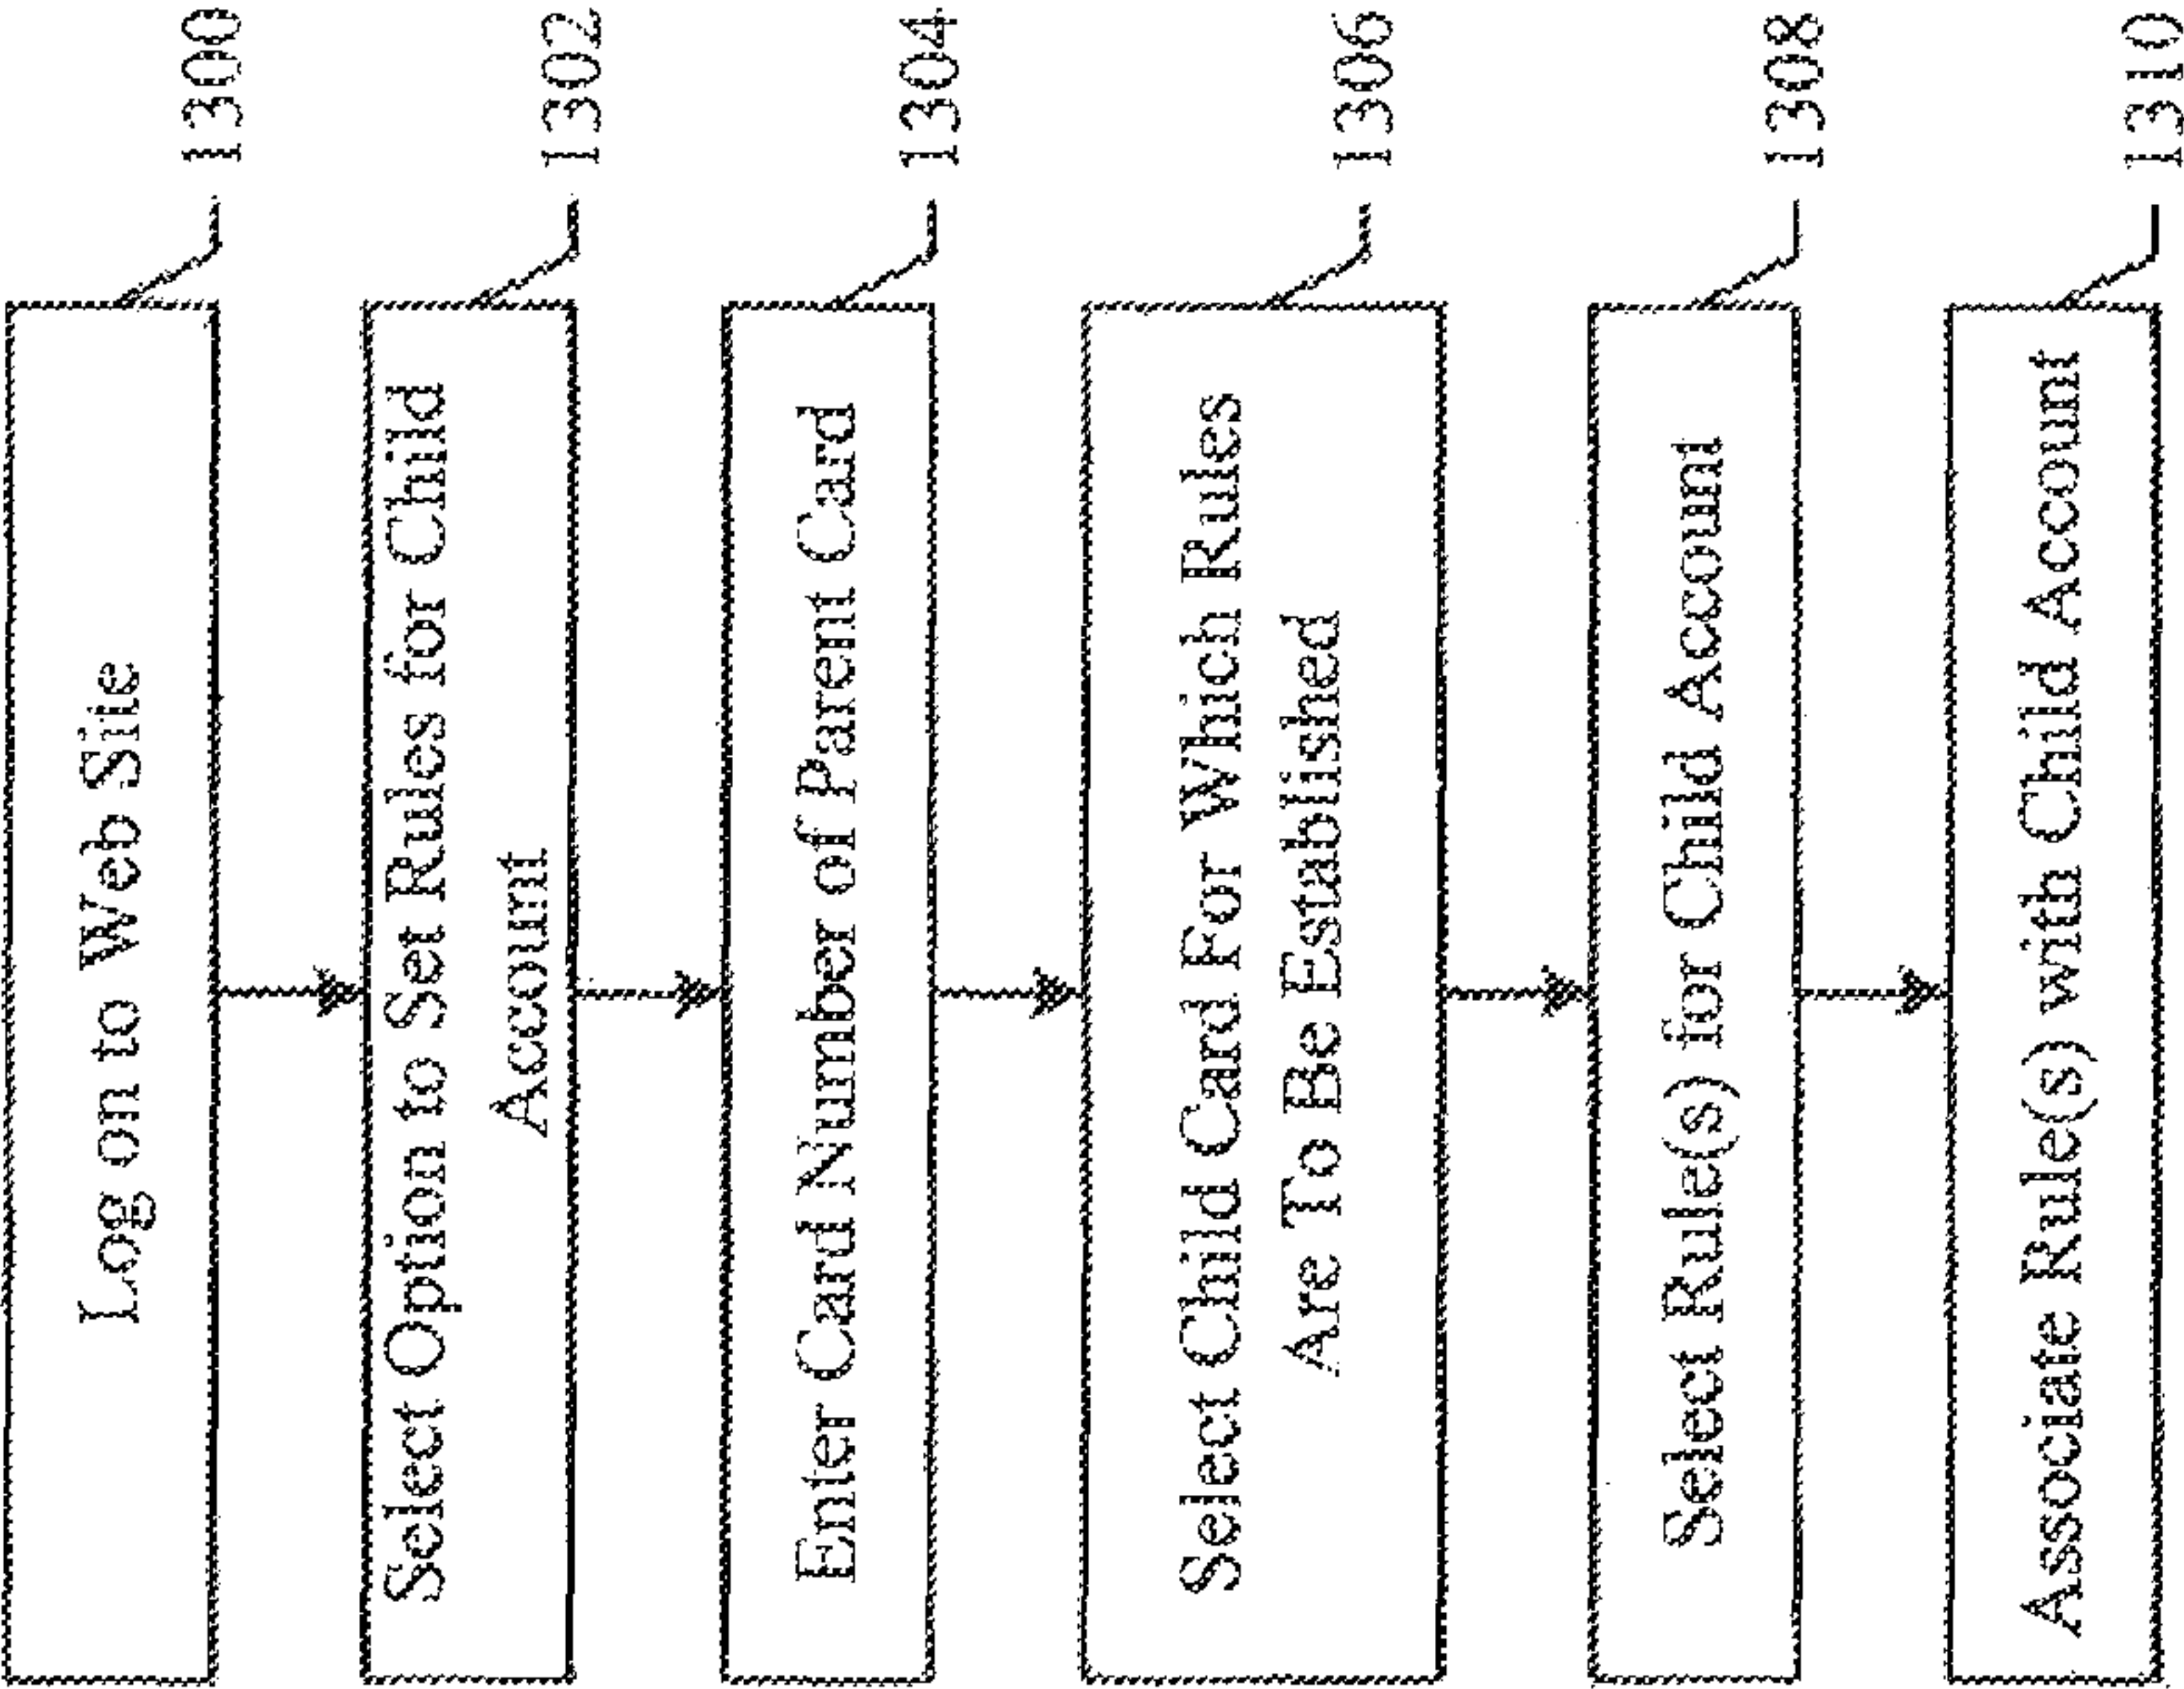 Log on to Web Site
1300
Select Option to Set Rules for Child
Account
1302
Enter Card Number of Parent Card
1304
Select Child Card For Which Rules
Are To Be Established
1306
Select Rule(s) for Child Account
1308
Associate Rule(s) with Child Account
1310